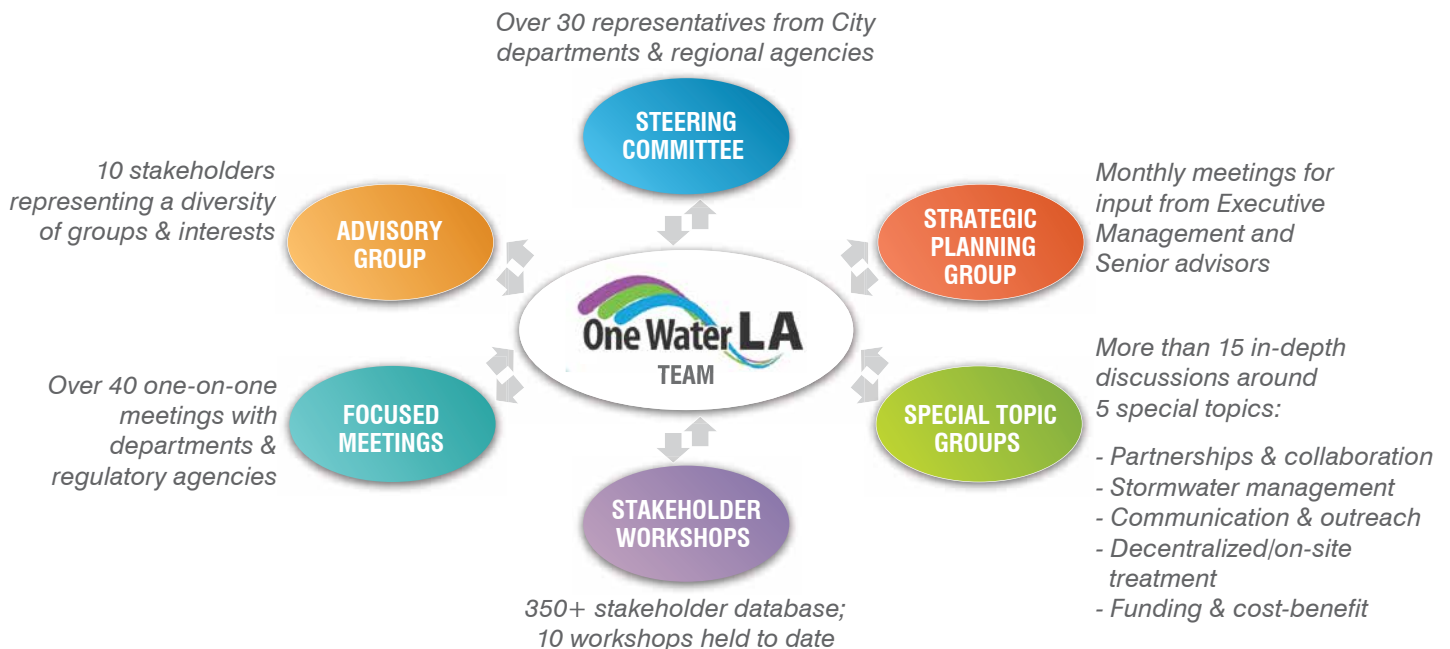 Over 30 representatives from City
departments & regional agencies
STEERING
COMMITTEE
10 stakeholders
representing a diversity
of groups & interests
ADVISORY
GROUP
STRATEGIC
PLANNING
GROUP
Monthly meetings for
input from Executive
Management and
Senior advisors
One Water LA
TEAM
Over 40 one-on-one
meetings with
departments &
regulatory agencies
FOCUSED
MEETINGS
SPECIAL TOPIC
GROUPS
More than 15 in-depth
discussions around
5 special topics:
- Partnerships & collaboration
- Stormwater management
- Communication & outreach
- Decentralized/on-site
treatment
- Funding & cost-benefit
STAKEHOLDER
WORKSHOPS
350+ stakeholder database;
10 workshops held to date